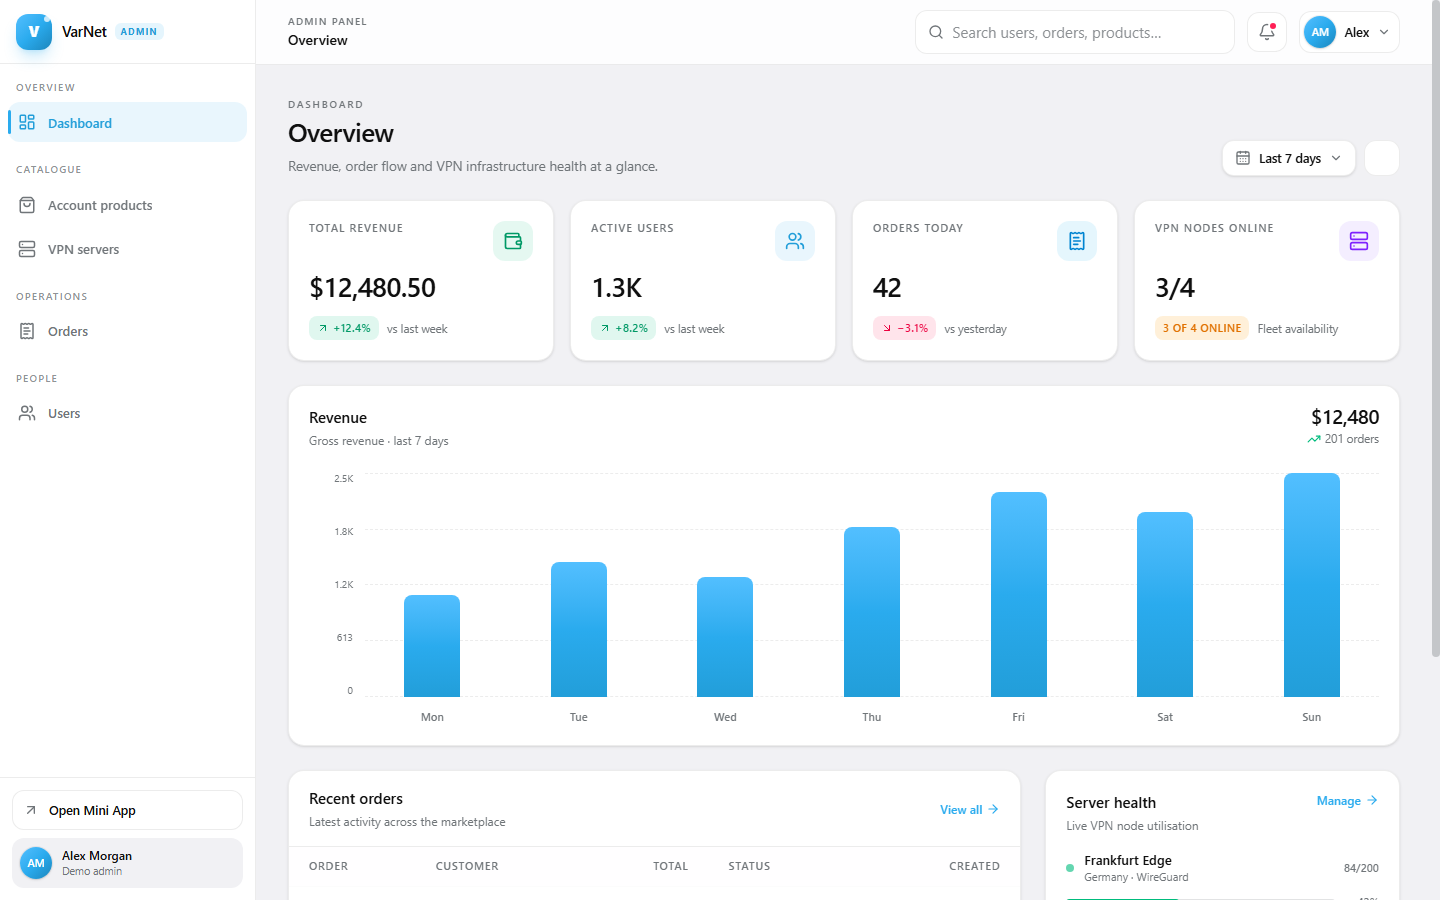 V
VarNet
ADMIN
OVERVIEW
Dashboard
CATALOGUE
Account products
VPN servers
OPERATIONS
Orders
PEOPLE
Users
Open Mini App
AM
Alex Morgan
Demo admin
ADMIN PANEL
Overview
Search users, orders, products...
AM
Alex
DASHBOARD
Overview
Revenue, order flow and VPN infrastructure health at a glance.
Last 7 days
TOTAL REVENUE
$12,480.50
+12.4% vs last week
ACTIVE USERS
1.3K
+8.2% vs last week
ORDERS TODAY
42
−3.1% vs yesterday
VPN NODES ONLINE
3/4
3 OF 4 ONLINE Fleet availability
Revenue
Gross revenue · last 7 days
$12,480
201 orders
2.5K
1.8K
1.2K
613
0
Mon Tue Wed Thu Fri Sat Sun
Recent orders
Latest activity across the marketplace
View all
ORDER CUSTOMER TOTAL STATUS CREATED
Server health
Live VPN node utilisation
Manage
Frankfurt Edge
Germany · WireGuard
84/200